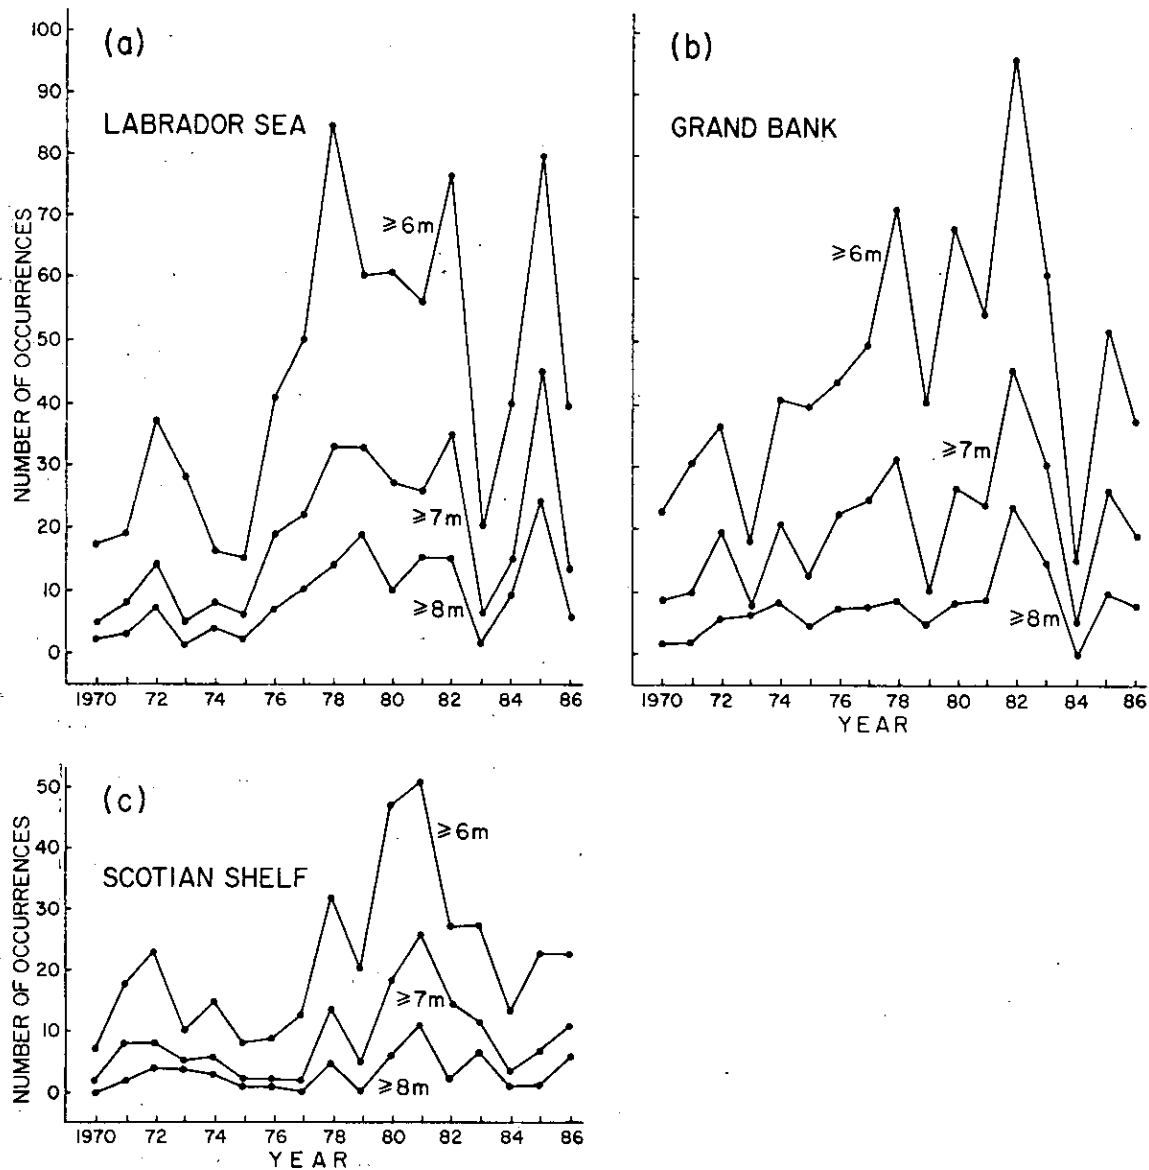 (a)
LABRADOR SEA
NUMBER OF OCCURRENCES
100
90
80
70
60
50
40
30
20
10
0
≥6m
≥7m
≥8m
1970 72 74 76 78 80 82 84 86
(b)
GRAND BANK
≥6m
≥7m
≥8m
1970 72 74 76 78 80 82 84 86
YEAR
(c)
SCOTIAN SHELF
NUMBER OF OCCURRENCES
50
40
30
20
10
0
≥6m
≥7m
≥8m
1970 72 74 76 78 80 82 84 86
YEAR